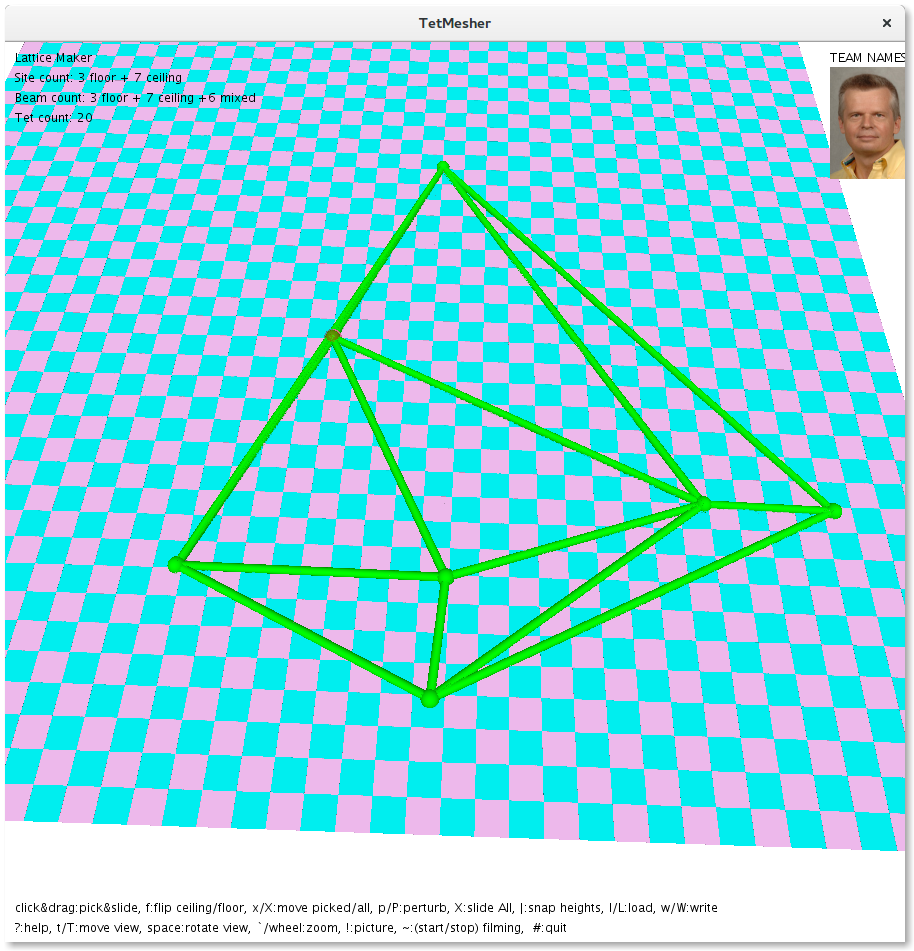 TetMesher
×
Lattice Maker
TEAM NAMES
Site count: 3 floor + 7 ceiling
Beam count: 3 floor + 7 ceiling +6 mixed
Tet count: 20
click&drag:pick&slide, f:flip ceiling/floor, x/X:move picked/all, p/P:perturb, X:slide All, |:snap heights, l/L:load, w/W:write
?:help, t/T:move view, space:rotate view, `/wheel:zoom, !:picture, ~:(start/stop) filming,  #:quit